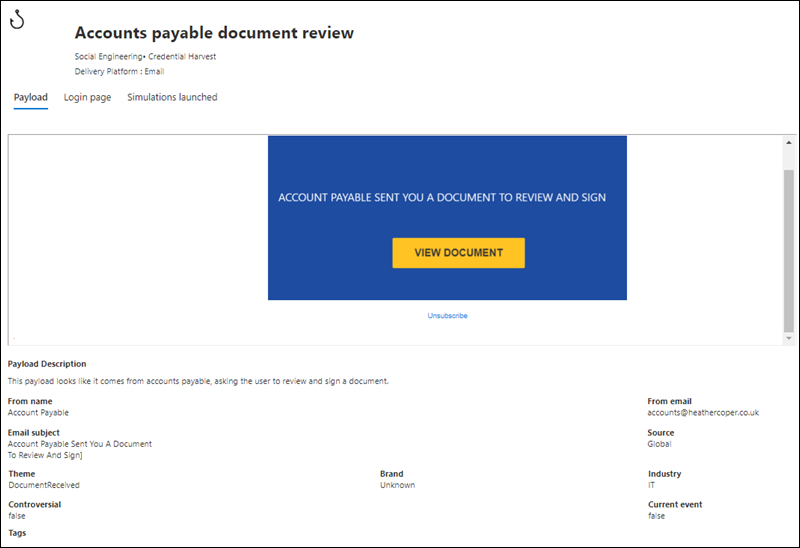 Accounts payable document review
Social Engineering• Credential Harvest
Delivery Platform : Email
Payload Login page Simulations launched
ACCOUNT PAYABLE SENT YOU A DOCUMENT TO REVIEW AND SIGN
VIEW DOCUMENT
Unsubscribe
Payload Description
This payload looks like it comes from accounts payable, asking the user to review and sign a document.
From name From email
Account Payable accounts@heathercoper.co.uk
Email subject Source
Account Payable Sent You A Document Global
To Review And Sign]
Theme Brand Industry
DocumentReceived Unknown IT
Controversial Current event
false false
Tags